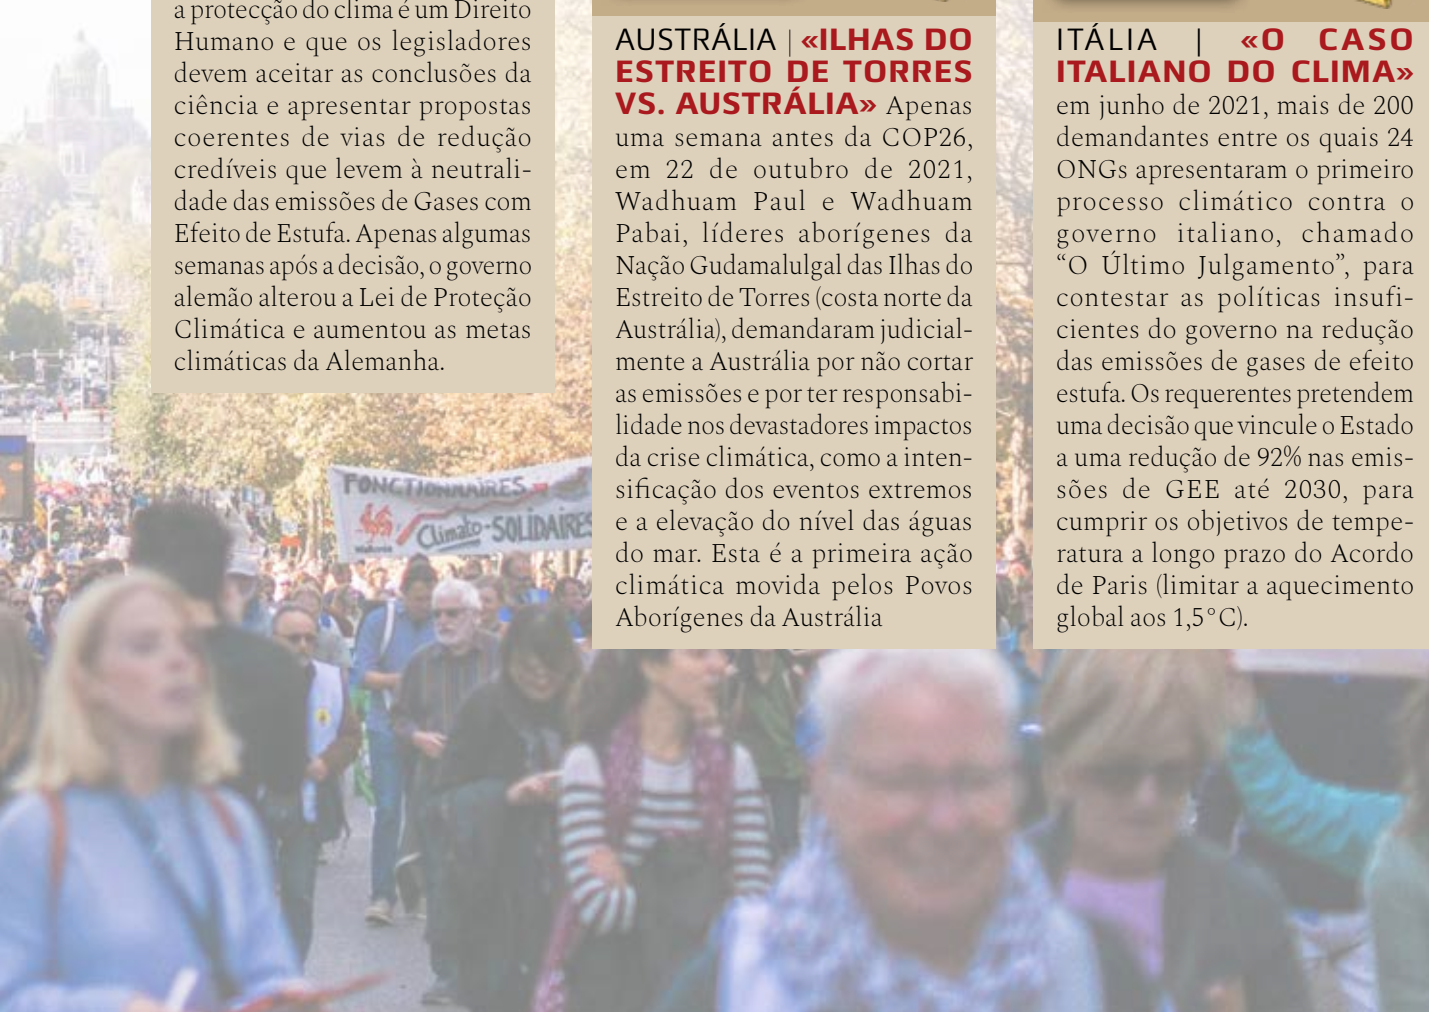 a protecção do clima é um Direito
Humano e que os legisladores
devem aceitar as conclusões da
ciência e apresentar propostas
coerentes de vias de redução
credíveis que levem à neutrali-
dade das emissões de Gases com
Efeito de Estufa. Apenas algumas
semanas após a decisão, o governo
alemão alterou a Lei de Proteção
Climática e aumentou as metas
climáticas da Alemanha.
AUSTRÁLIA | «ILHAS DO
ESTREITO DE TORRES
VS. AUSTRÁLIA» Apenas
uma semana antes da COP26,
em 22 de outubro de 2021,
Wadhuam Paul e Wadhuam
Pabai, líderes aborígenes da
Nação Gudamalulgal das Ilhas do
Estreito de Torres (costa norte da
Austrália), demandaram judicial-
mente a Austrália por não cortar
as emissões e por ter responsabi-
lidade nos devastadores impactos
da crise climática, como a inten-
sificação dos eventos extremos
e a elevação do nível das águas
do mar. Esta é a primeira ação
climática movida pelos Povos
Aborígenes da Austrália
ITÁLIA | «O CASO
ITALIANO DO CLIMA»
em junho de 2021, mais de 200
demandantes entre os quais 24
ONGs apresentaram o primeiro
processo climático contra o
governo italiano, chamado
“O Último Julgamento”, para
contestar as políticas insufi-
cientes do governo na redução
das emissões de gases de efeito
estufa. Os requerentes pretendem
uma decisão que vincule o Estado
a uma redução de 92% nas emis-
sões de GEE até 2030, para
cumprir os objetivos de tempe-
ratura a longo prazo do Acordo
de Paris (limitar a aquecimento
global aos 1,5°C).
FONCTIONNAIRES
Climato-SOLIDAIRES
Wallonie